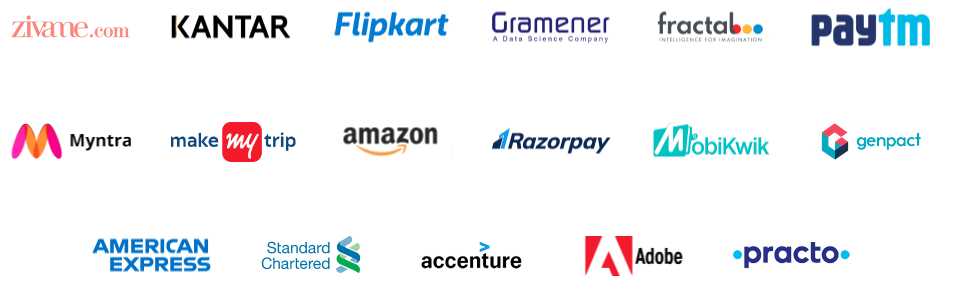 zivame.com
KANTAR
Flipkart
Gramener
A Data Science Company
fractal
INTELLIGENCE FOR IMAGINATION
paytm
Myntra
make my trip
amazon
Razorpay
MobiKwik
genpact
AMERICAN
EXPRESS
Standard
Chartered
accenture
Adobe
practo